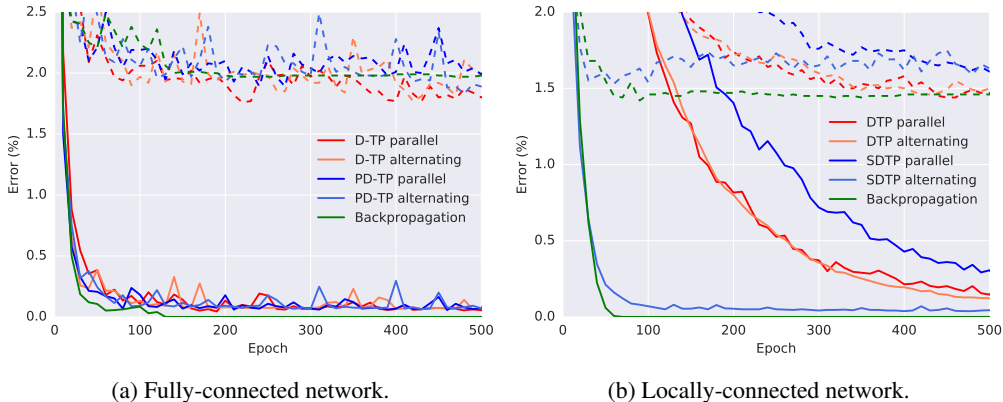 2.5
2.0
1.5
1.0
0.5
0.0
Error (%)
0 100 200 300 400 500
Epoch
D-TP parallel
D-TP alternating
PD-TP parallel
PD-TP alternating
Backpropagation
(a) Fully-connected network.
2.0
1.5
1.0
0.5
0.0
Error (%)
0 100 200 300 400 500
Epoch
DTP parallel
DTP alternating
SDTP parallel
SDTP alternating
Backpropagation
(b) Locally-connected network.